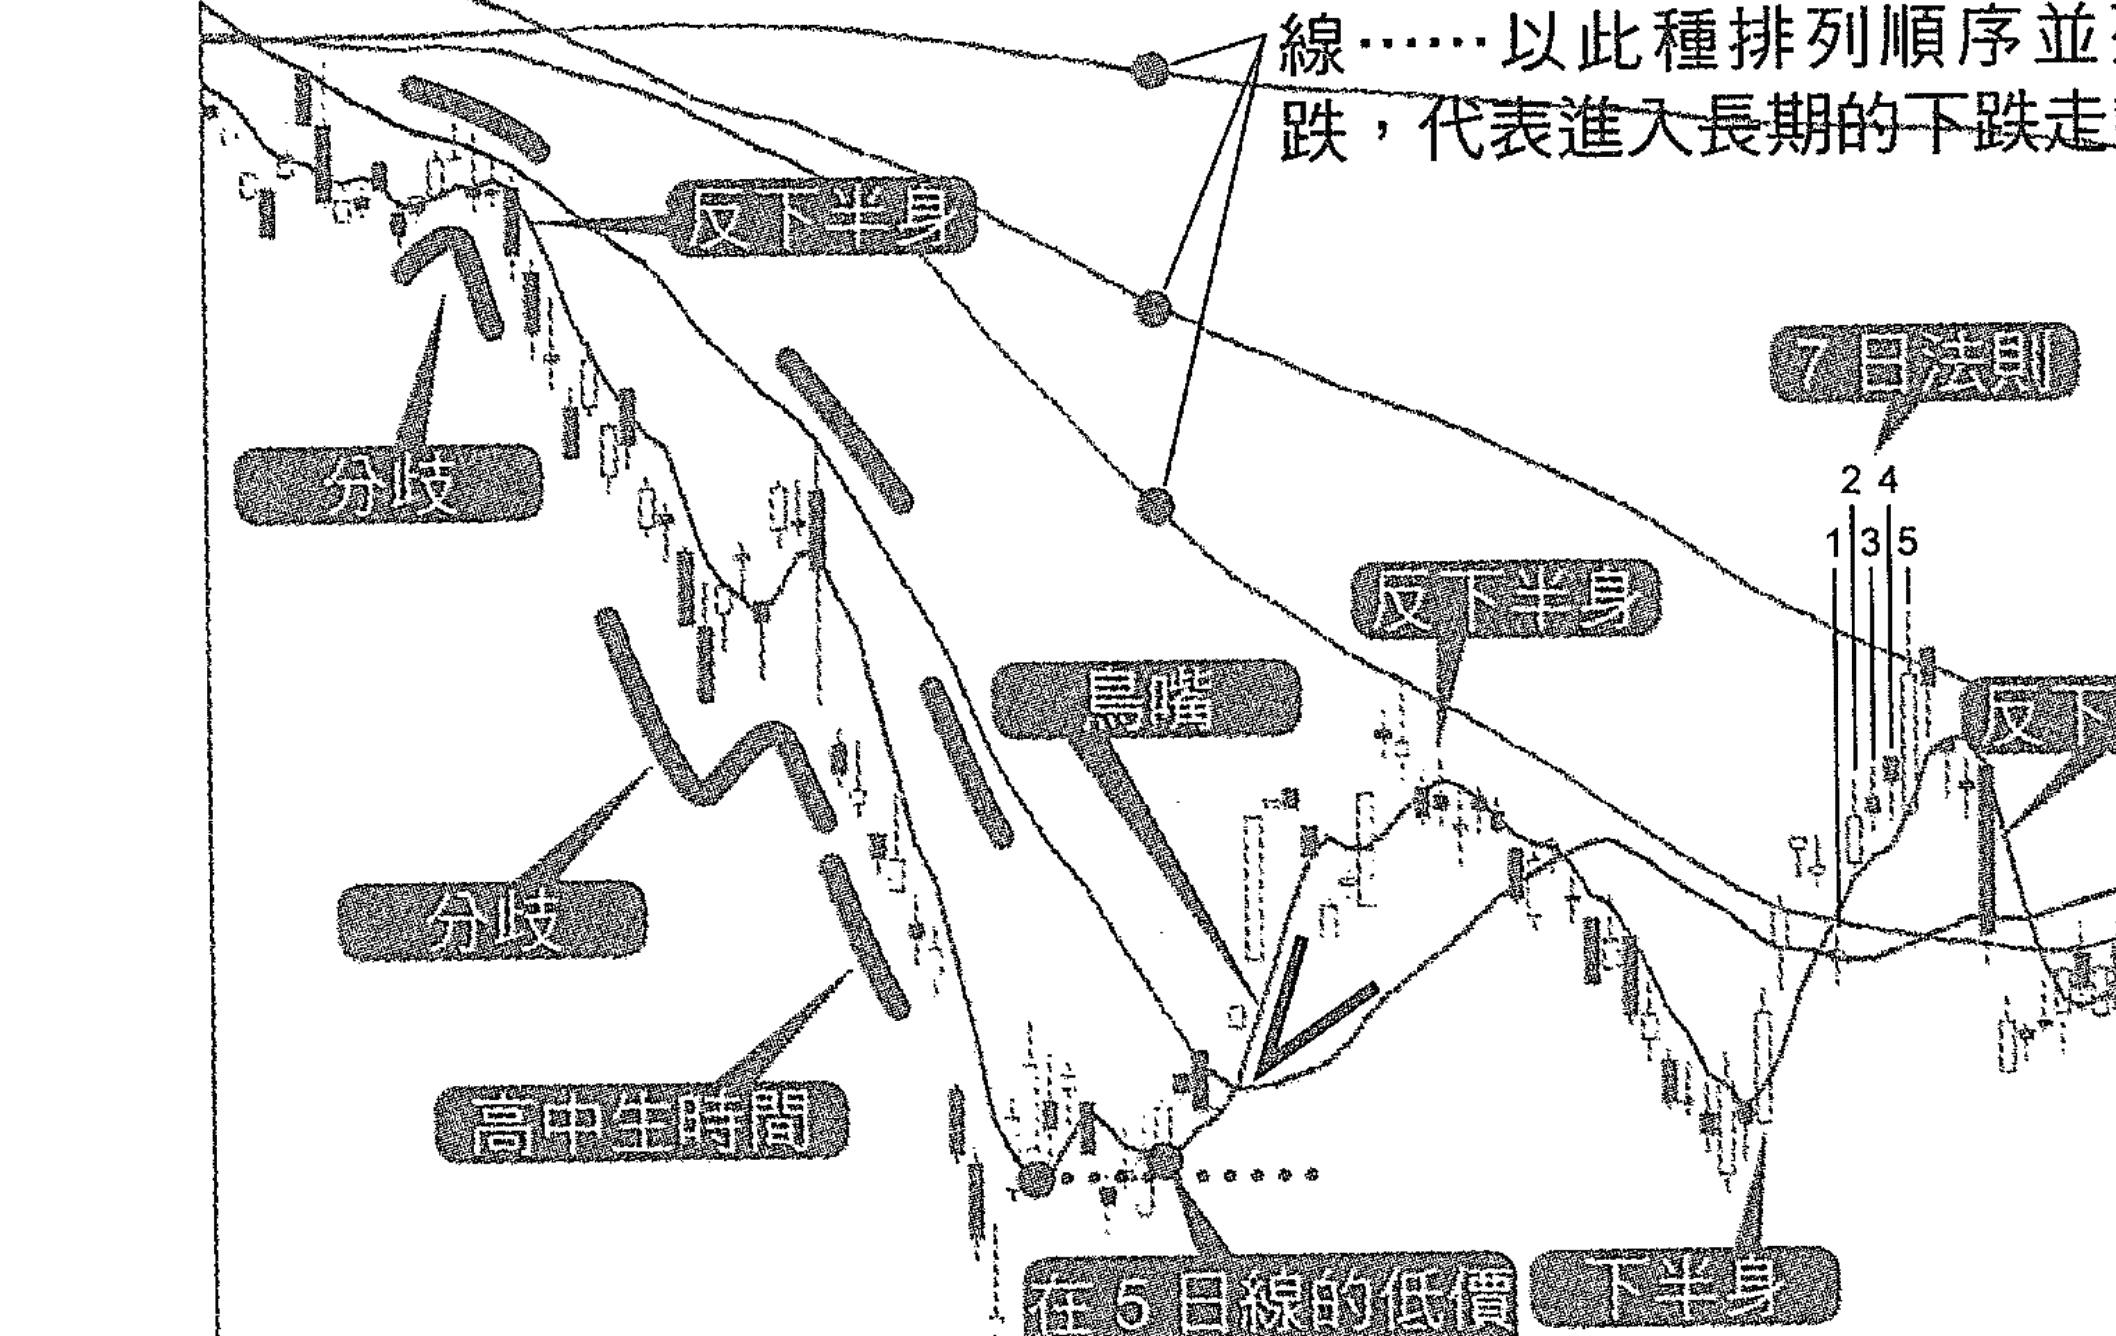 線……以此種排列順序並
跌，代表進入長期的下跌走
反下半身
7日法則
分歧
2 4
1 3 5
反下半身
鳥嘴
反下
分歧
高中生時間
在5日線的低價
下半身